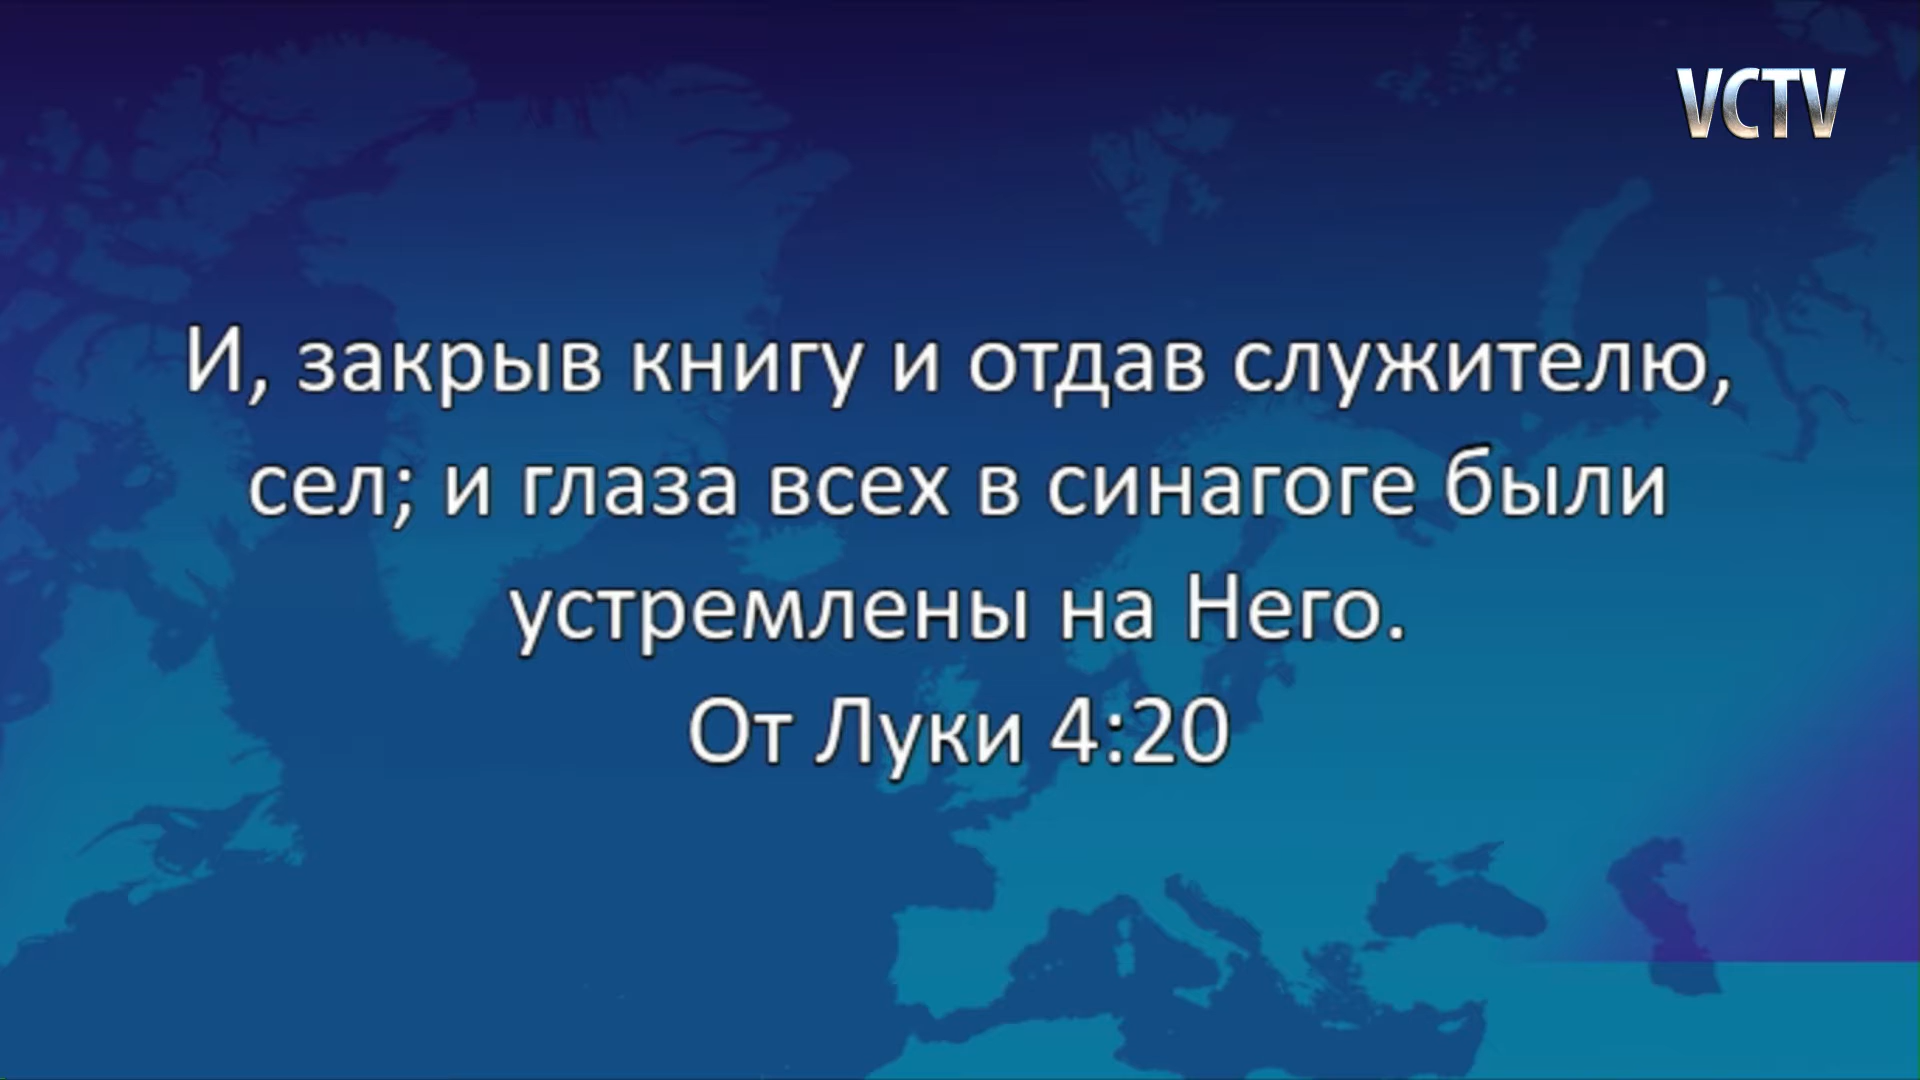 VCTV
И, закрыв книгу и отдав служителю,
сел; и глаза всех в синагоге были
устремлены на Него.
От Луки 4:20